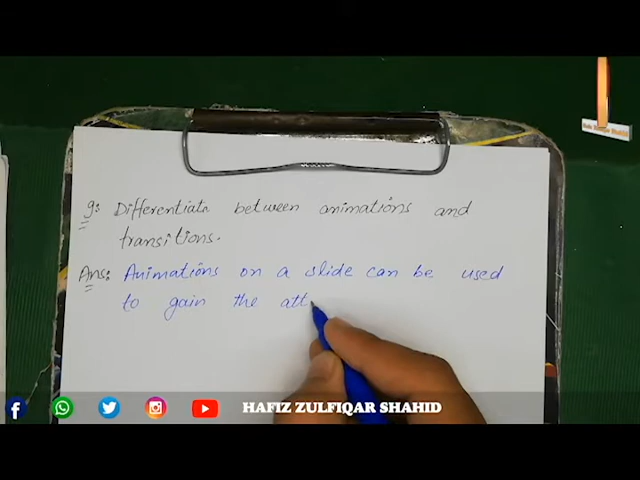 g: Differentiate between animations and
transitions.
Ans: Animations on a slide can be used
to gain the att
HAFIZ ZULFIQAR SHAHID